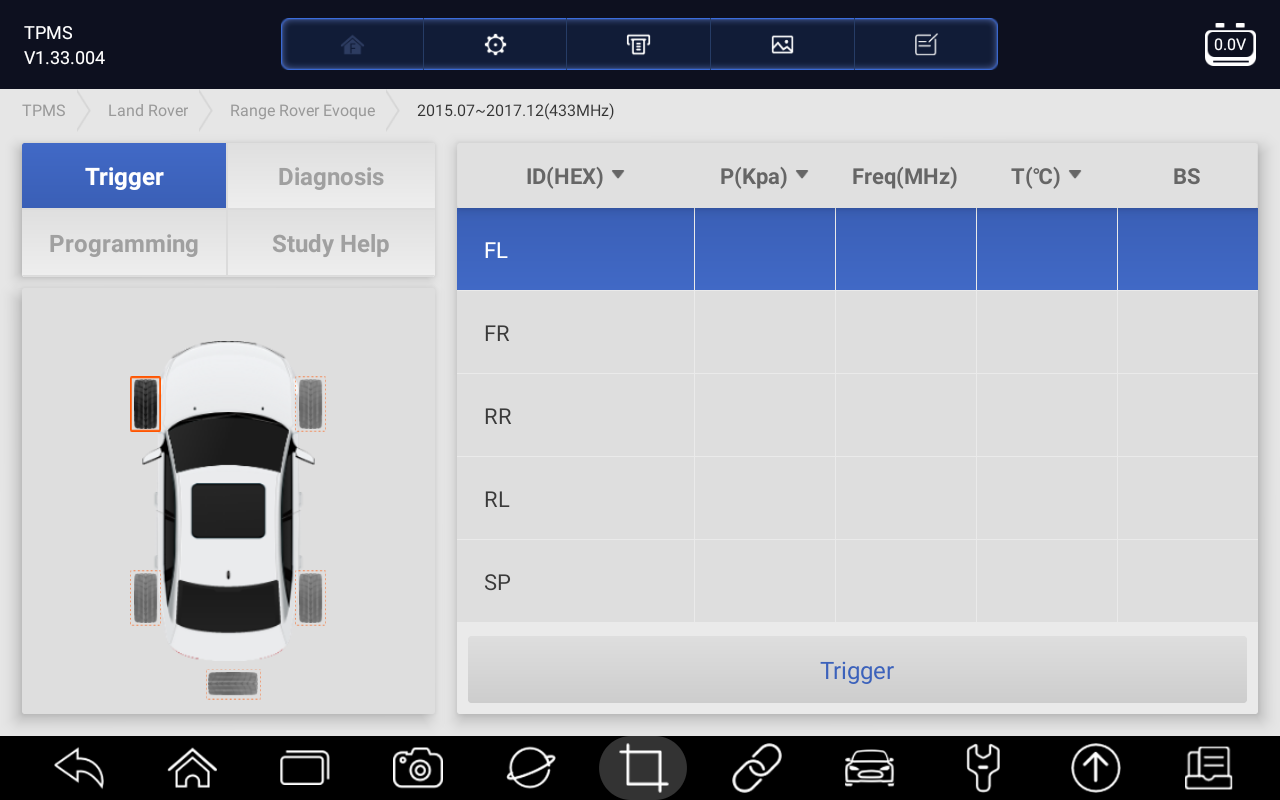 TPMS
V1.33.004
0.0V
TPMS Land Rover Range Rover Evoque 2015.07~2017.12(433MHz)
Trigger Diagnosis
Programming Study Help
ID(HEX) P(Kpa) Freq(MHz) T(℃) BS
FL
FR
RR
RL
SP
Trigger